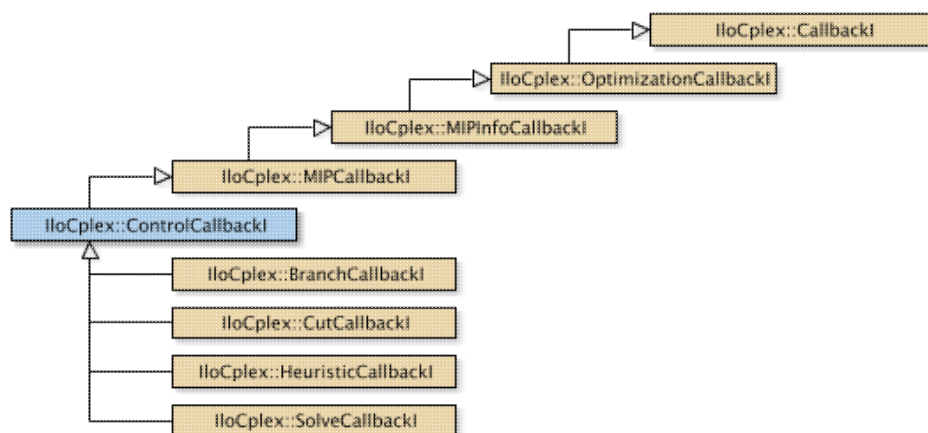 IloCplex::CallbackI
IloCplex::OptimizationCallbackI
IloCplex::MIPInfoCallbackI
IloCplex::MIPCallbackI
IloCplex::ControlCallbackI
IloCplex::BranchCallbackI
IloCplex::CutCallbackI
IloCplex::HeuristicCallbackI
IloCplex::SolveCallbackI